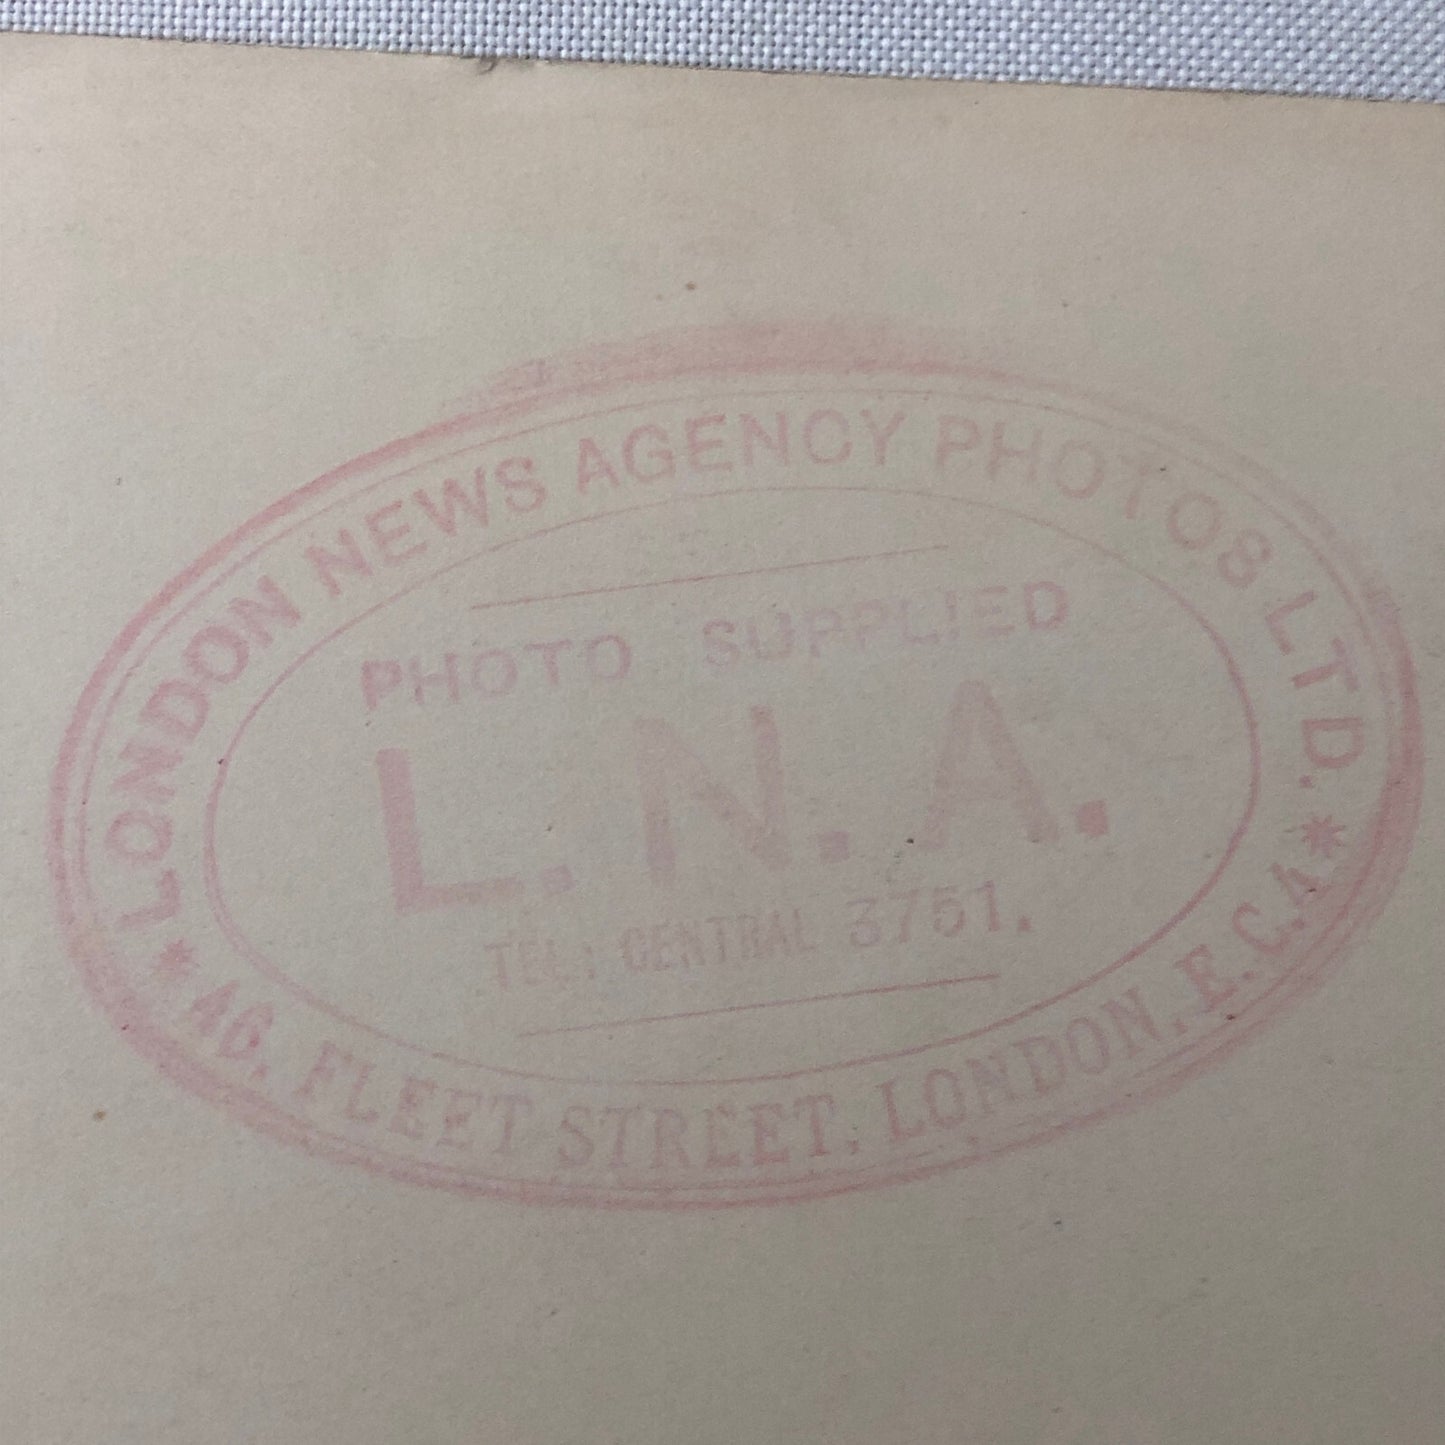 LONDON NEWS AGENCY PHOTOS LTD.
PHOTO SUPPLIED
L.N.A.
TEL: CENTRAL 3751.
* 46, FLEET STREET, LONDON, E.C.4 *